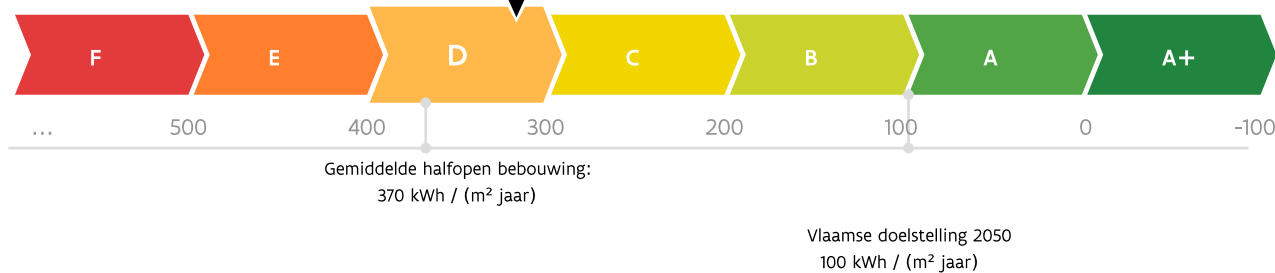 F E D C B A A+
... 500 400 300 200 100 0 -100
Gemiddelde halfopen bebouwing:
370 kWh / (m² jaar)
Vlaamse doelstelling 2050
100 kWh / (m² jaar)